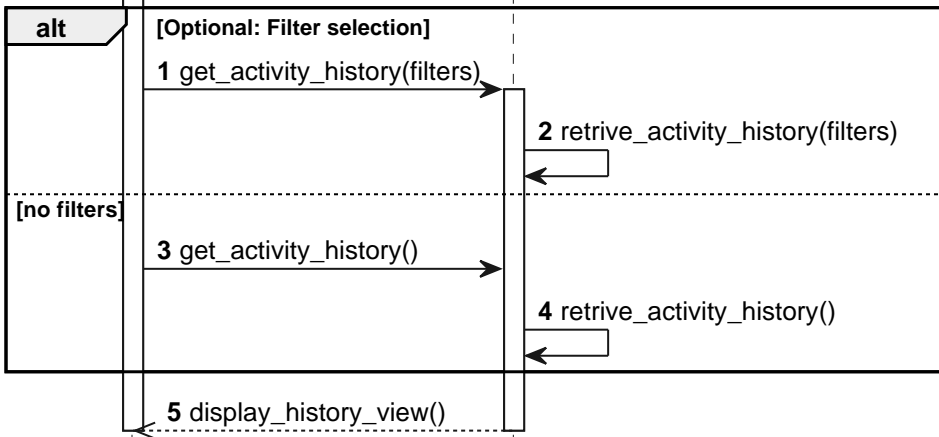 alt
[Optional: Filter selection]
1 get_activity_history(filters)
2 retrive_activity_history(filters)
[no filters]
3 get_activity_history()
4 retrive_activity_history()
5 display_history_view()